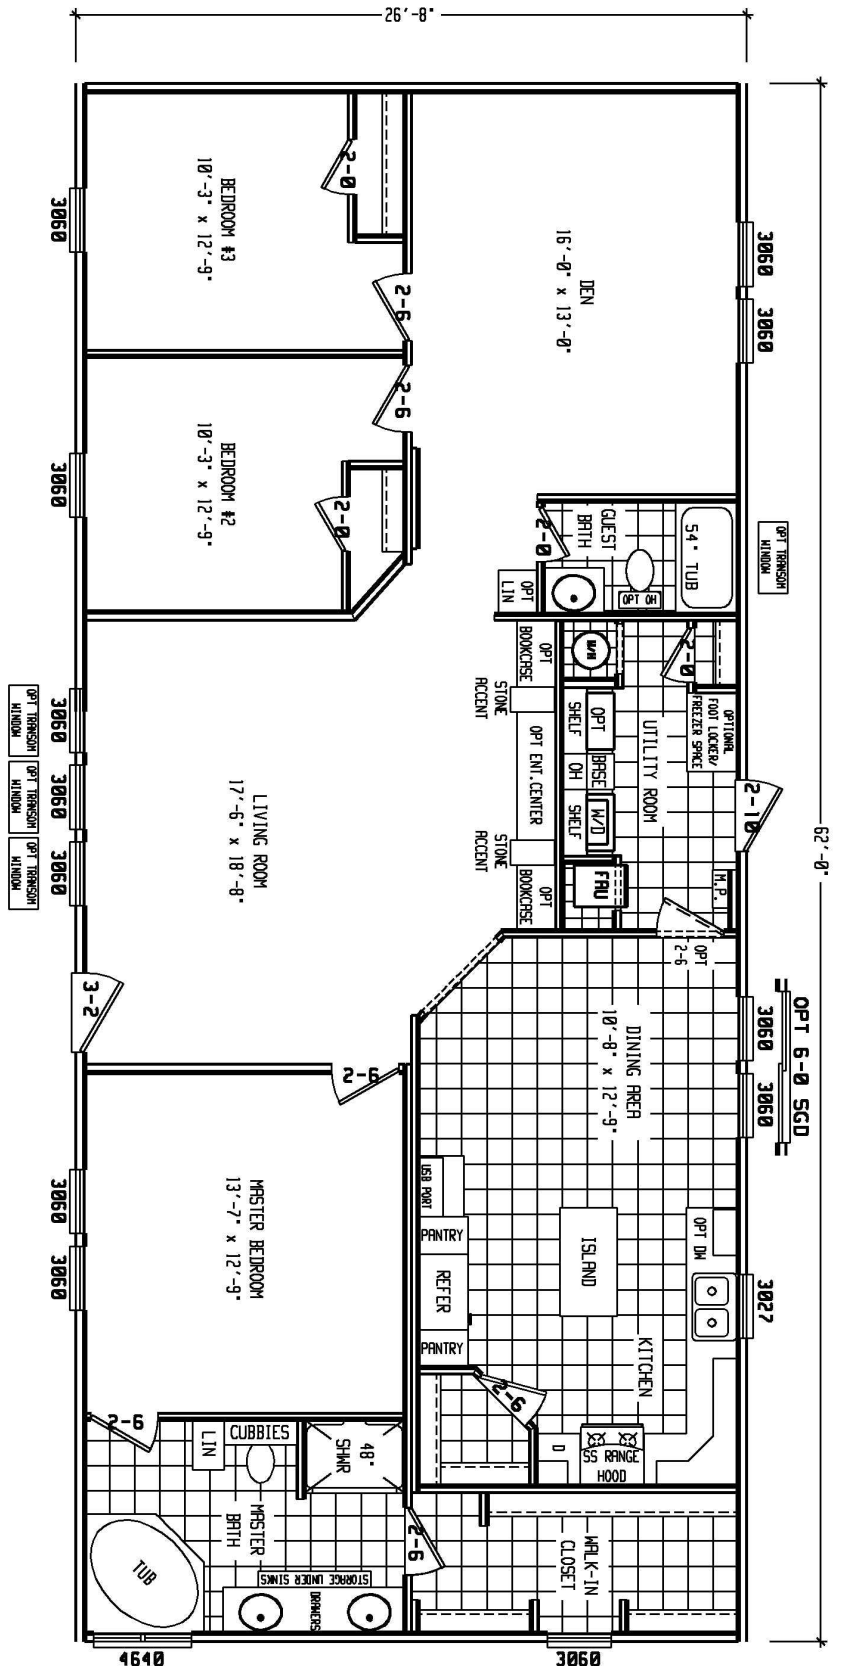 26'-8"
62'-0"
BEDROOM #3
10'-3" x 12'-9"
2-0
2-6
3060
DEN
16'-0" x 13'-0"
3060
3060
BEDROOM #2
10'-3" x 12'-9"
2-6
2-0
3060
GUEST
BATH
54" TUB
2-0
OPT
LIN
OPT OH
OPT TRANSOM
WINDOW
W/H
2-0
OPTIONAL
FOOT LOCKER/
FREEZER SPACE
UTILITY ROOM
OPT
SHELF
BASE
OH
W/D
SHELF
FAU
M.P.
2-10
OPT
2-6
OPT
BOOKCASE
STONE
ACCENT
OPT ENT.CENTER
STONE
ACCENT
OPT
BOOKCASE
LIVING ROOM
17'-6" x 18'-8"
3060
3060
3060
OPT TRANSOM
WINDOW
OPT TRANSOM
WINDOW
OPT TRANSOM
WINDOW
3-2
DINING AREA
10'-8" x 12'-9"
3060
3060
OPT 6-0 SGD
2-6
MASTER BEDROOM
13'-7" x 12'-9"
3060
3060
USB PORT
PANTRY
REFER
PANTRY
ISLAND
KITCHEN
OPT DW
3027
2-6
D
SS RANGE
HOOD
2-6
LIN
CUBBIES
48"
SHWR
MASTER
BATH
TUB
STORAGE UNDER SINKS
DRAWERS
2-6
WALK-IN
CLOSET
4640
3060